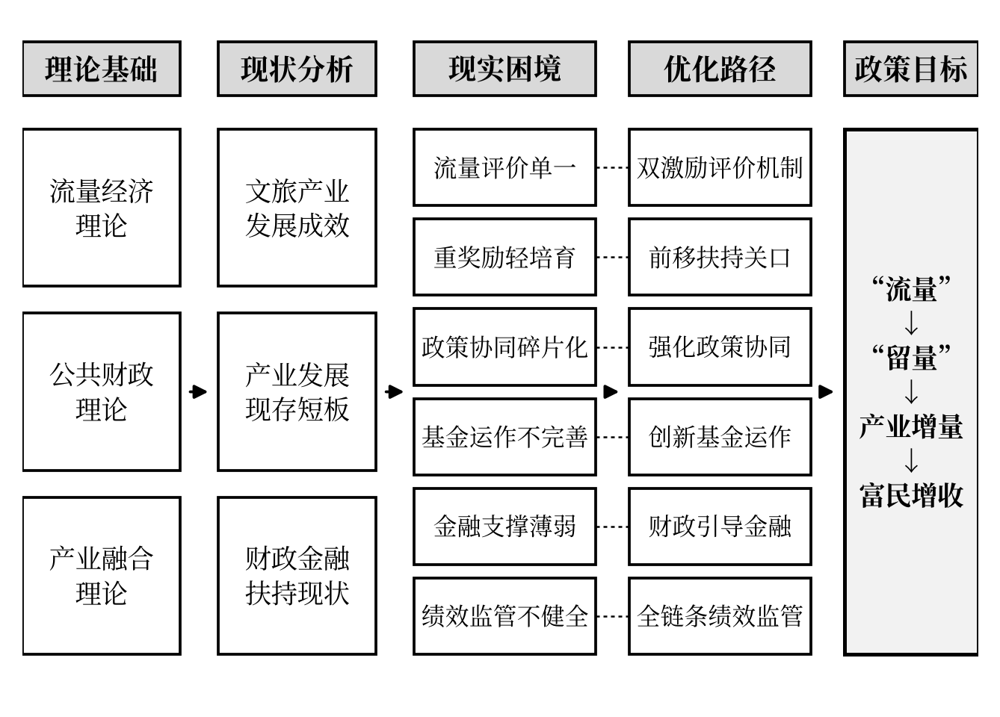 理论基础
现状分析
现实困境
优化路径
政策目标
流量经济
理论
公共财政
理论
产业融合
理论
文旅产业
发展成效
产业发展
现存短板
财政金融
扶持现状
流量评价单一
双激励评价机制
重奖励轻培育
前移扶持关口
政策协同碎片化
强化政策协同
基金运作不完善
创新基金运作
金融支撑薄弱
财政引导金融
绩效监管不健全
全链条绩效监管
“流量”
↓
“留量”
↓
产业增量
↓
富民增收